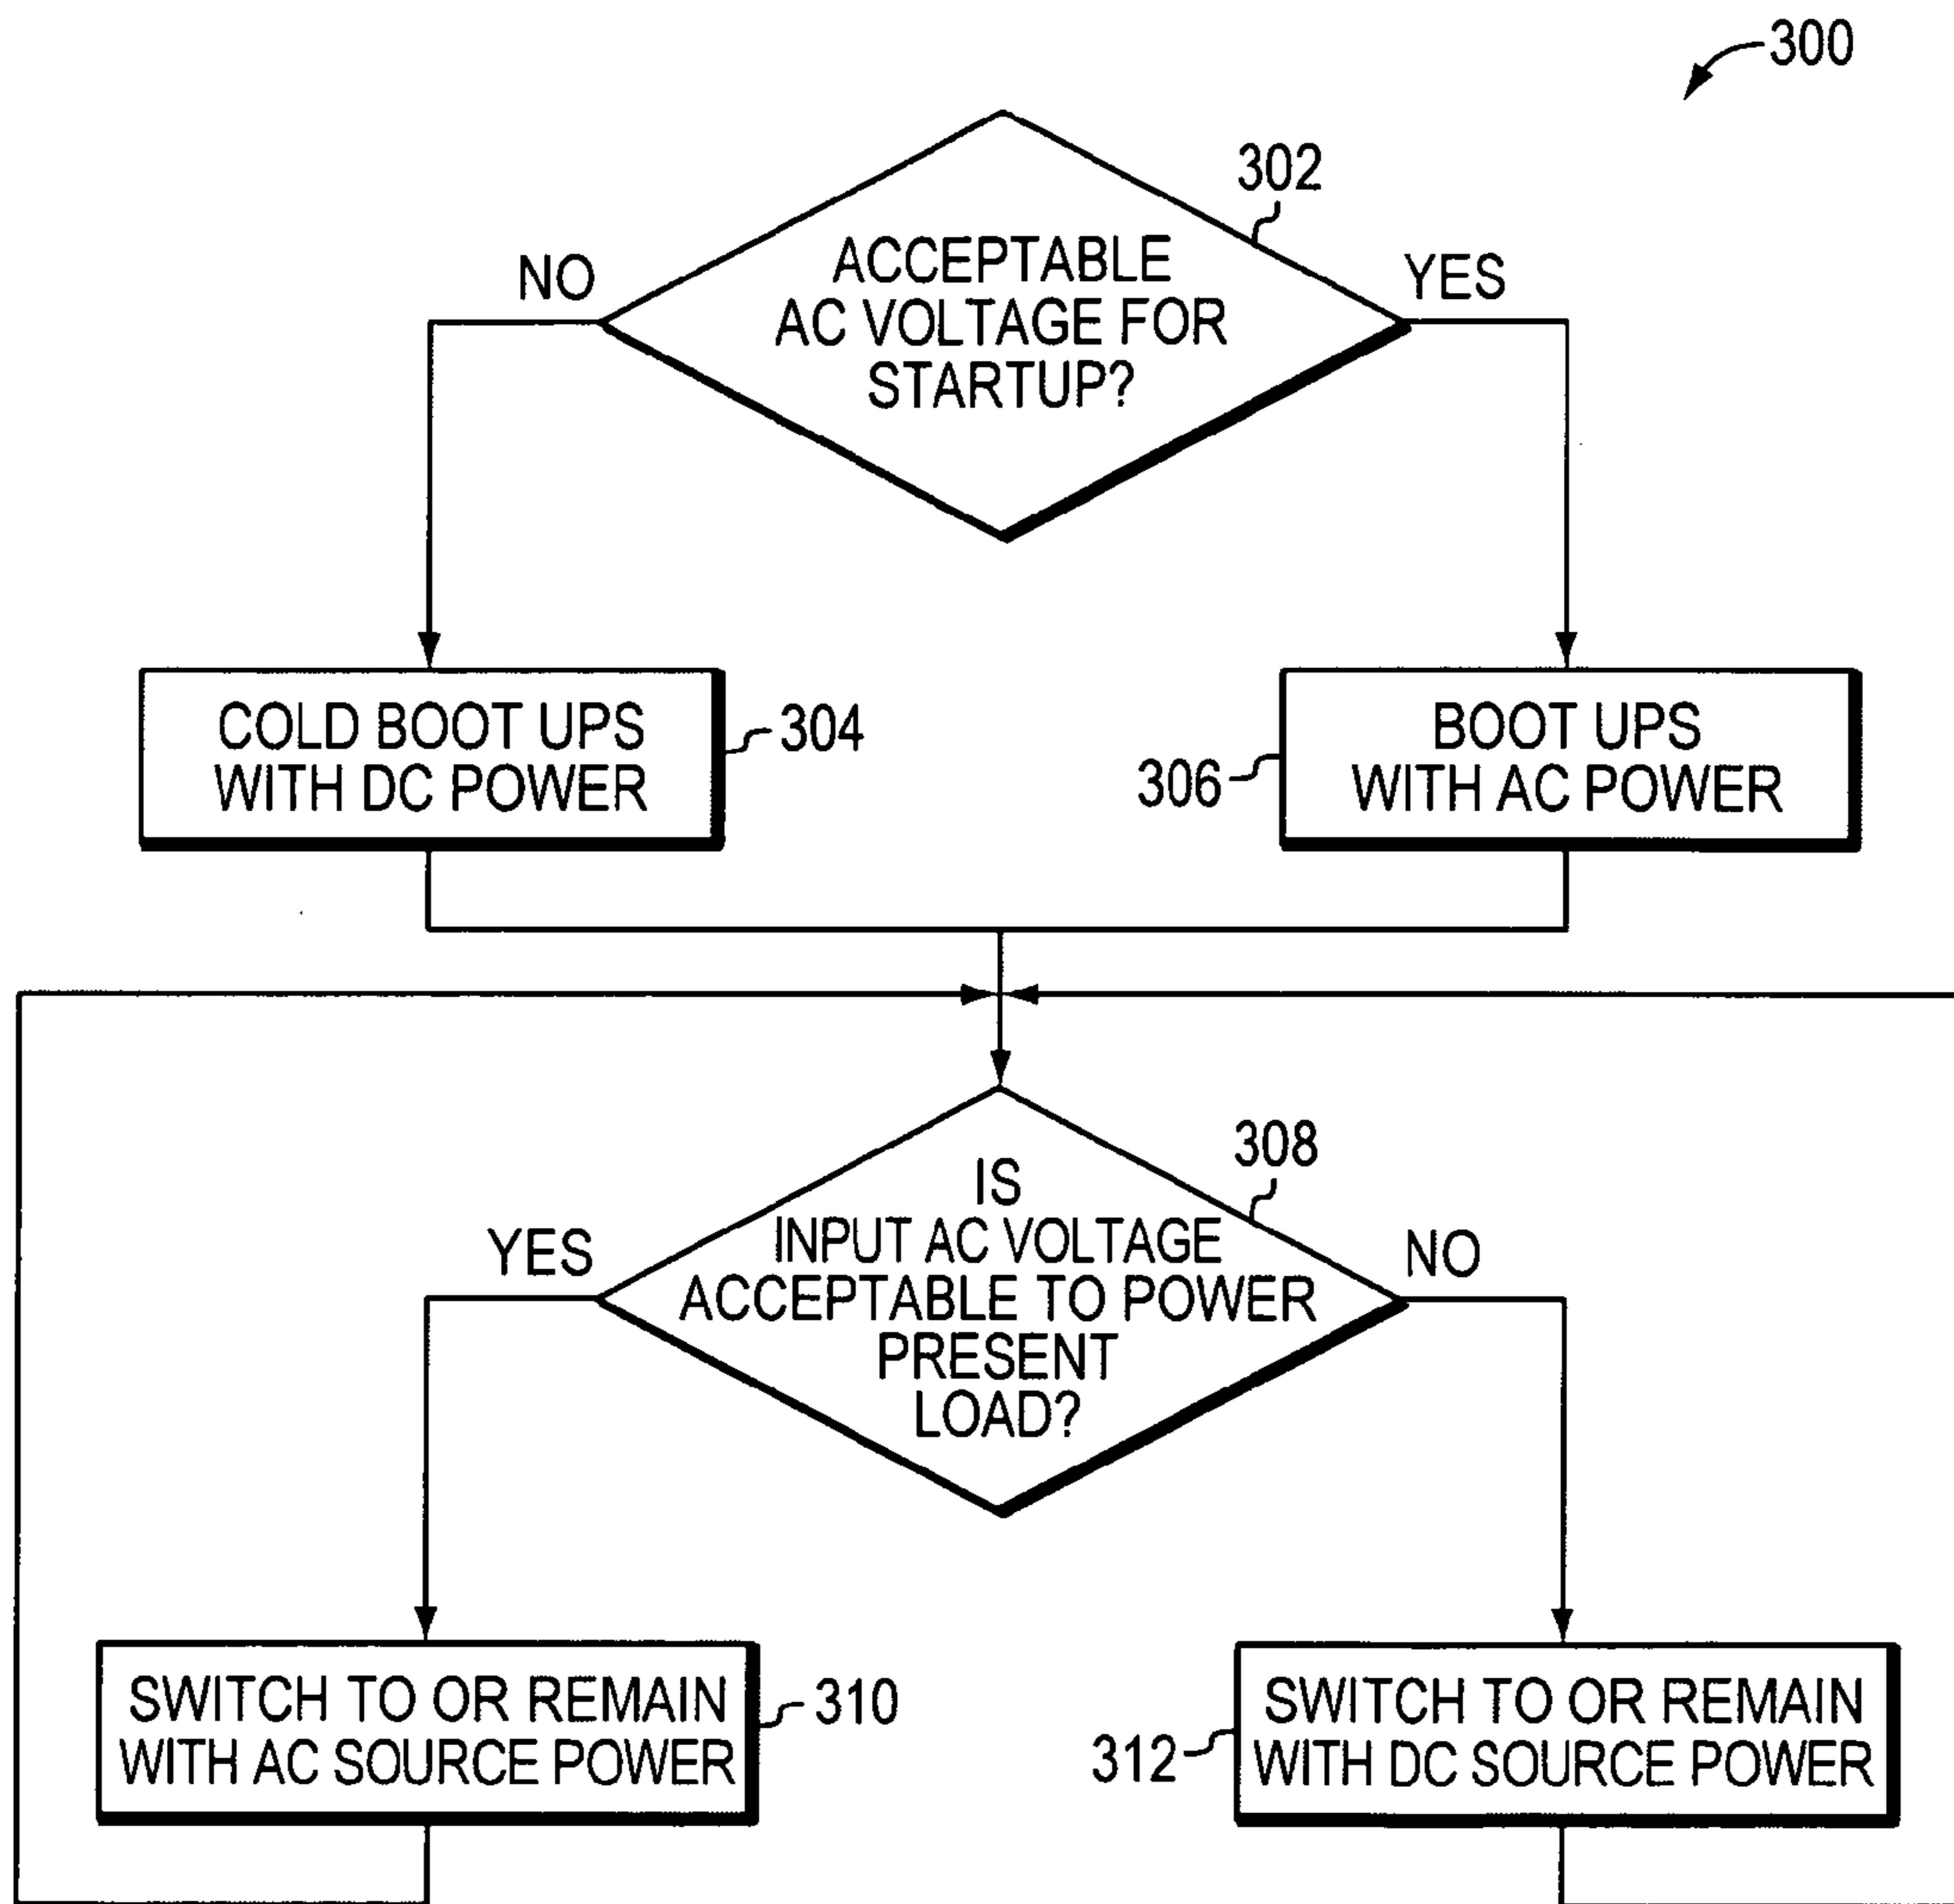 300
302
ACCEPTABLE
AC VOLTAGE FOR
STARTUP?
NO
YES
COLD BOOT UPS
WITH DC POWER
304
BOOT UPS
WITH AC POWER
306
308
IS
INPUT AC VOLTAGE
ACCEPTABLE TO POWER
PRESENT
LOAD?
YES
NO
SWITCH TO OR REMAIN
WITH AC SOURCE POWER
310
SWITCH TO OR REMAIN
WITH DC SOURCE POWER
312